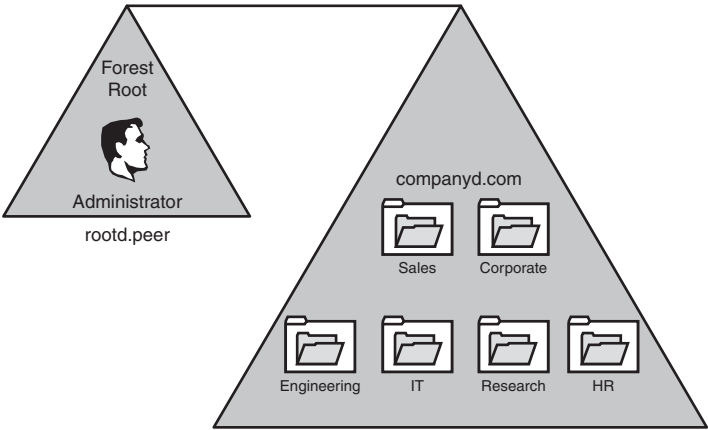 Forest
Root
Administrator
rootd.peer
companyd.com
Sales
Corporate
Engineering
IT
Research
HR